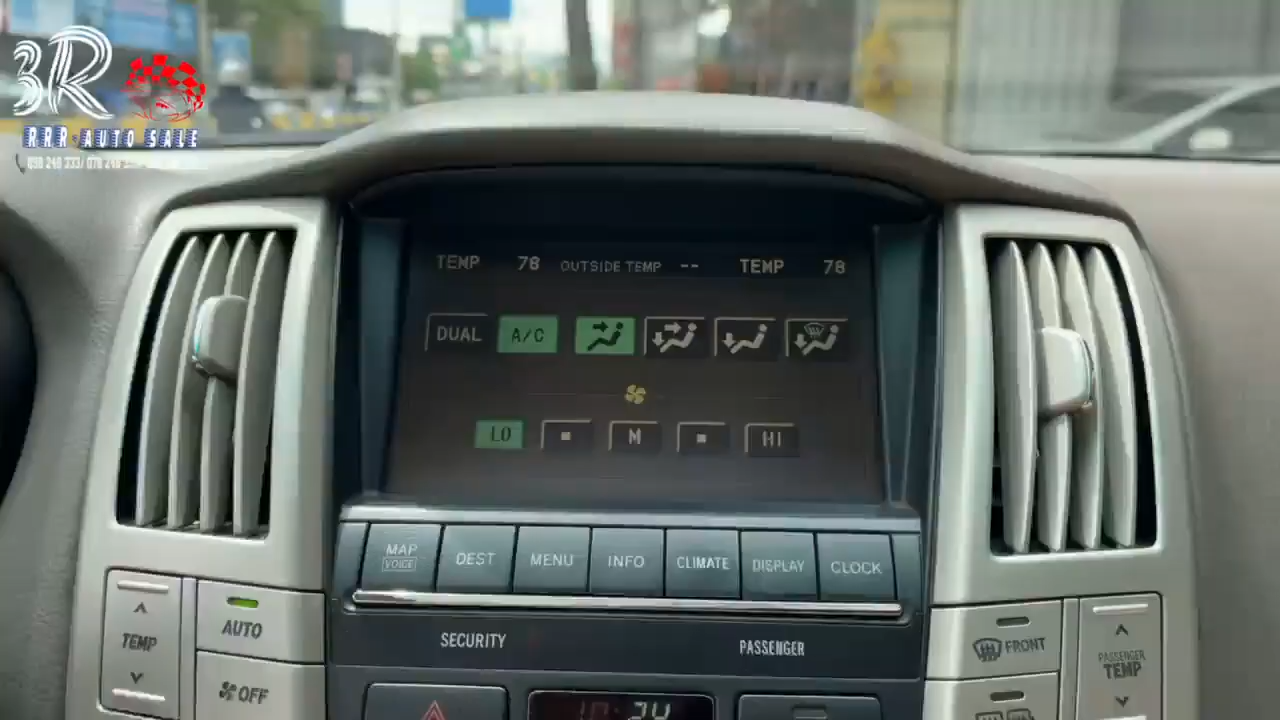 3R
RRR AUTO SALE
TEMP 78 OUTSIDE TEMP -- TEMP 78
DUAL A/C
LO M HI
MAP VOICE DEST MENU INFO CLIMATE DISPLAY CLOCK
SECURITY PASSENGER
TEMP AUTO
OFF
FRONT
PASSENGER TEMP